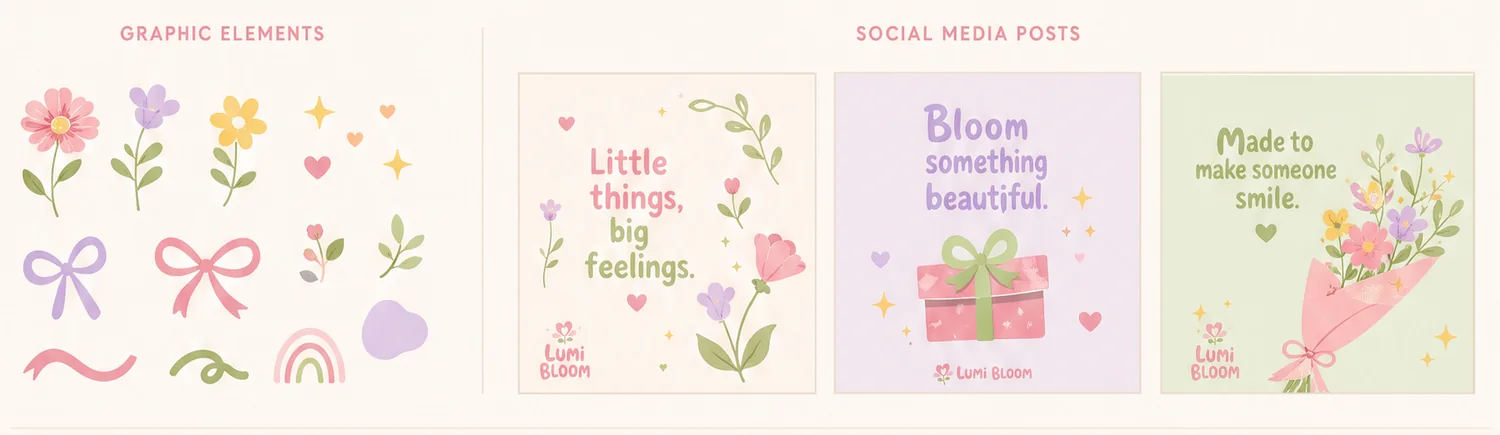 GRAPHIC ELEMENTS
SOCIAL MEDIA POSTS
Little
things,
big
feelings.
LUMI
BLOOM
Bloom
something
beautiful.
LUMI BLOOM
Made to
make someone
smile.
LUMI
BLOOM